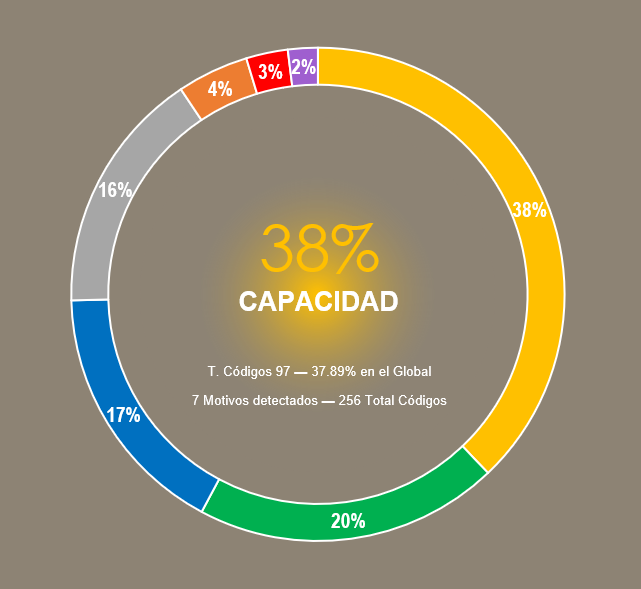 2%
3%
4%
16%
38%
38%
CAPACIDAD
T. Códigos 97 — 37.89% en el Global
7 Motivos detectados — 256 Total Códigos
17%
20%